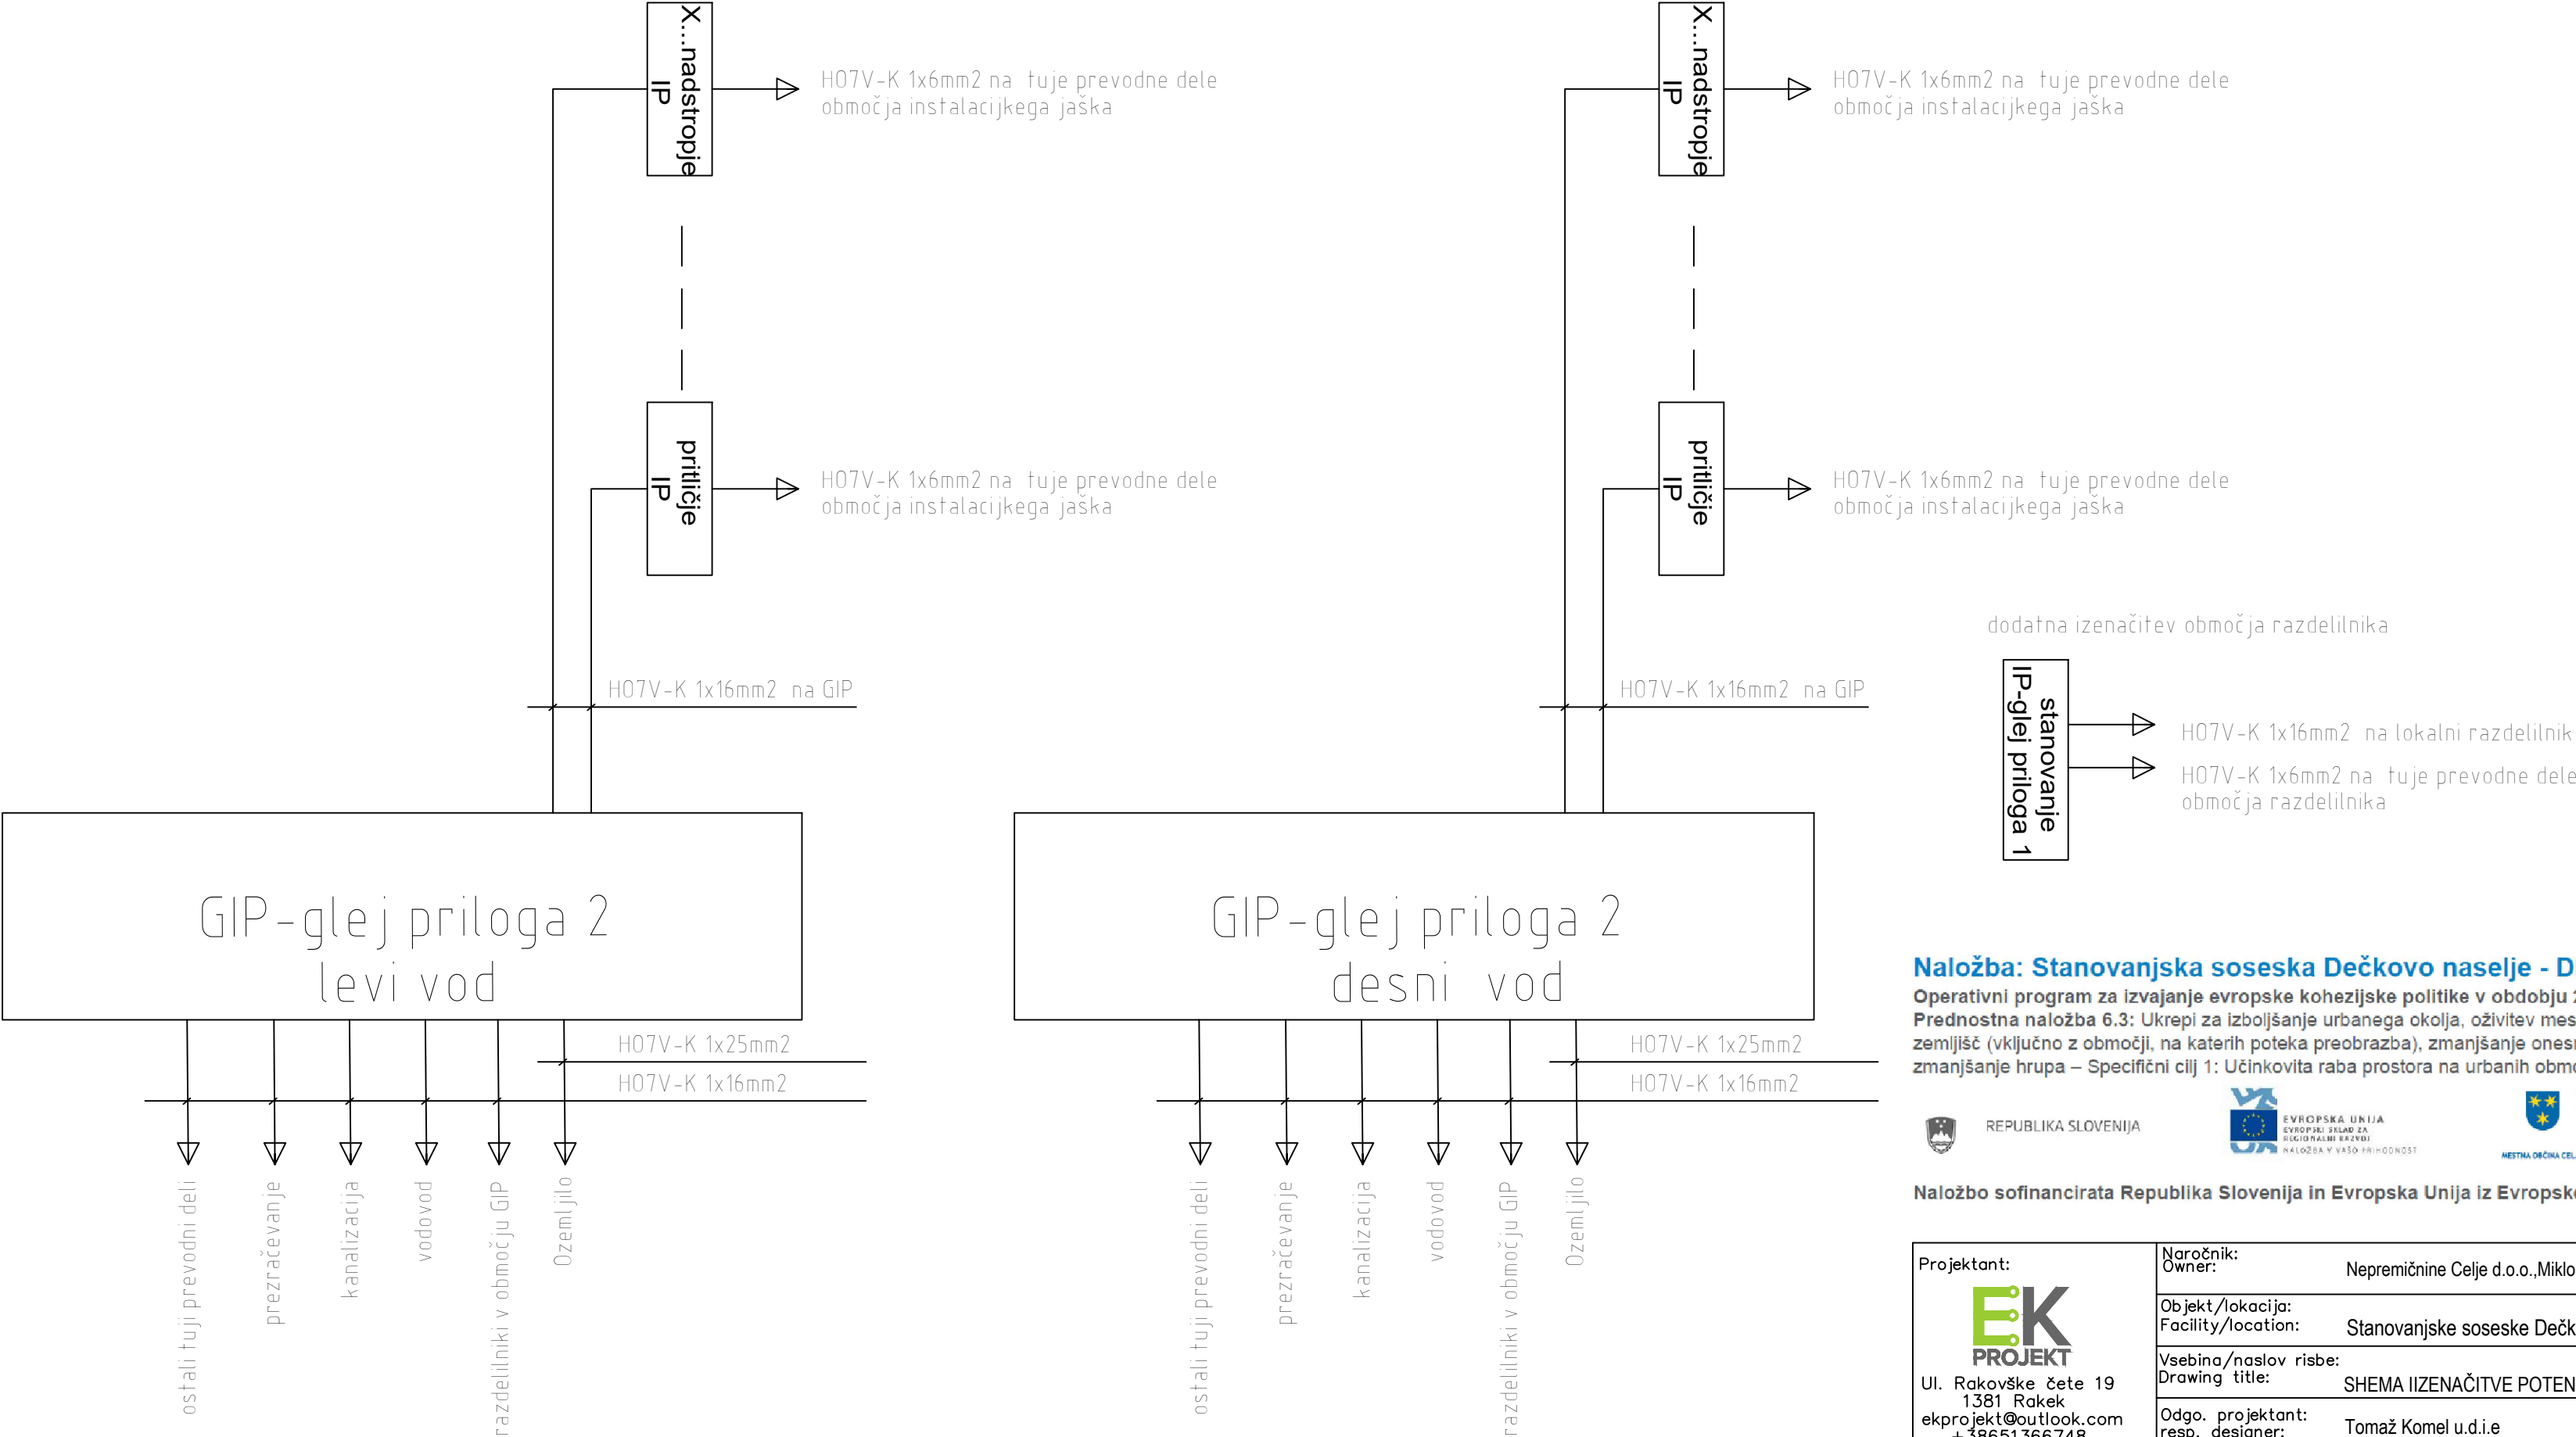 X...nadstropje
IP
H07V-K 1x6mm2 na tuje prevodne dele
območja instalacijkega jaška
pritličje
IP
H07V-K 1x6mm2 na tuje prevodne dele
območja instalacijkega jaška
H07V-K 1x16mm2 na GIP
GIP-glej priloga 2
levi vod
H07V-K 1x25mm2
H07V-K 1x16mm2
ostali tuji prevodni deli
prezračevanje
kanalizacija
vodovod
razdelilniki v območju GIP
Ozemljilo
X...nadstropje
IP
H07V-K 1x6mm2 na tuje prevodne dele
območja instalacijkega jaška
pritličje
IP
H07V-K 1x6mm2 na tuje prevodne dele
območja instalacijkega jaška
H07V-K 1x16mm2 na GIP
GIP-glej priloga 2
desni vod
H07V-K 1x25mm2
H07V-K 1x16mm2
ostali tuji prevodni deli
prezračevanje
kanalizacija
vodovod
razdelilniki v območju GIP
Ozemljilo
dodatna izenačitev območja razdelilnika
stanovanje
IP-glej priloga 1
H07V-K 1x16mm2 na lokalni razdelilnik
H07V-K 1x6mm2 na tuje prevodne dele
območja razdelilnika
Naložba: Stanovanjska soseska Dečkovo naselje - D
Operativni program za izvajanje evropske kohezijske politike v obdobju
Prednostna naložba 6.3: Ukrepi za izboljšanje urbanega okolja, oživitev mes
zemljišč (vključno z območji, na katerih poteka preobrazba), zmanjšanje ones
zmanjšanje hrupa – Specifični cilj 1: Učinkovita raba prostora na urbanih obmo
REPUBLIKA SLOVENIJA
EVROPSKA UNIJA
EVROPSKI SKLAD ZA
REGIONALNI RAZVOJ
NALOŽBA V VAŠO PRIHODNOST
MESTNA OBČINA CEL
Naložbo sofinancirata Republika Slovenija in Evropska Unija iz Evropske
Projektant:
EK
PROJEKT
Ul. Rakovške čete 19
1381 Rakek
ekprojekt@outlook.com
+38651366748
Naročnik:
Owner:
Nepremičnine Celje d.o.o.,Miklo
Objekt/lokacija:
Facility/location:
Stanovanjske soseske Dečk
Vsebina/naslov risbe:
Drawing title:
SHEMA IIZENAČITVE POTEN
Odgo. projektant:
resp. designer:
Tomaž Komel u.d.i.e